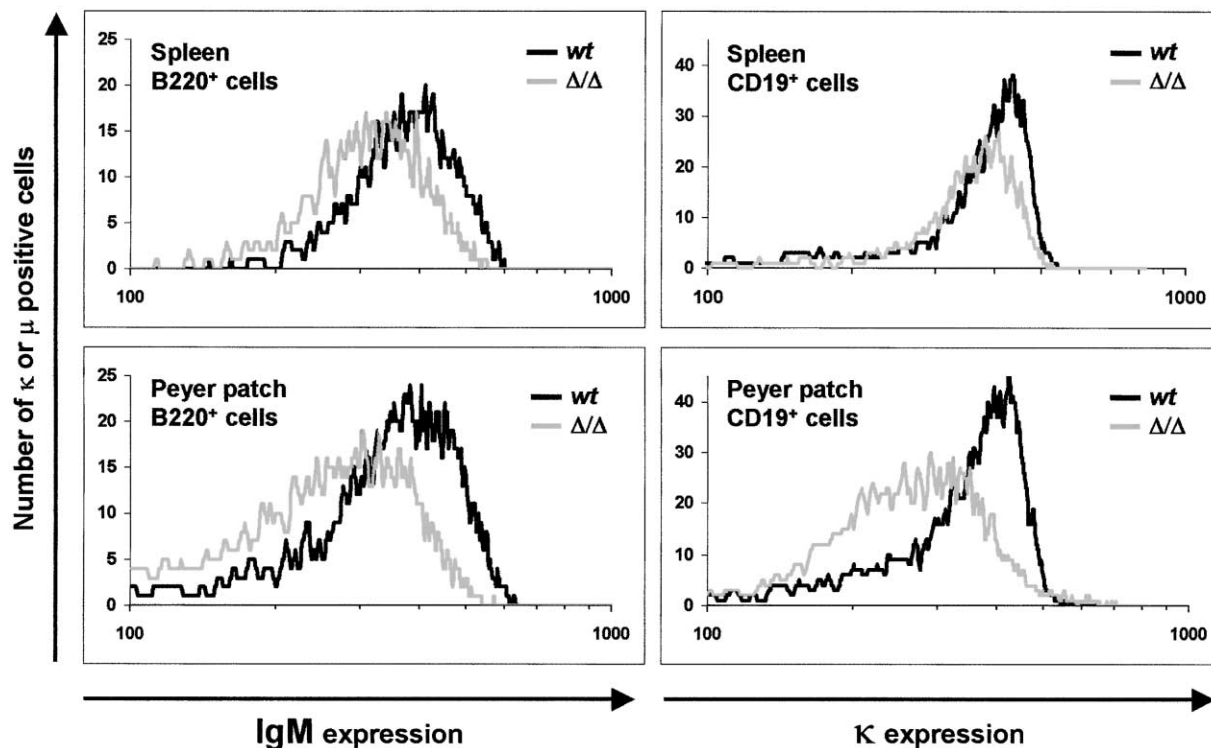 Number of κ or μ positive cells
25
20
15
10
5
0
Spleen
B220⁺ cells
wt
Δ/Δ
100
1000
40
30
20
10
0
Spleen
CD19⁺ cells
wt
Δ/Δ
100
1000
25
20
15
10
5
0
Peyer patch
B220⁺ cells
wt
Δ/Δ
100
1000
40
30
20
10
0
Peyer patch
CD19⁺ cells
wt
Δ/Δ
100
1000
IgM expression
κ expression